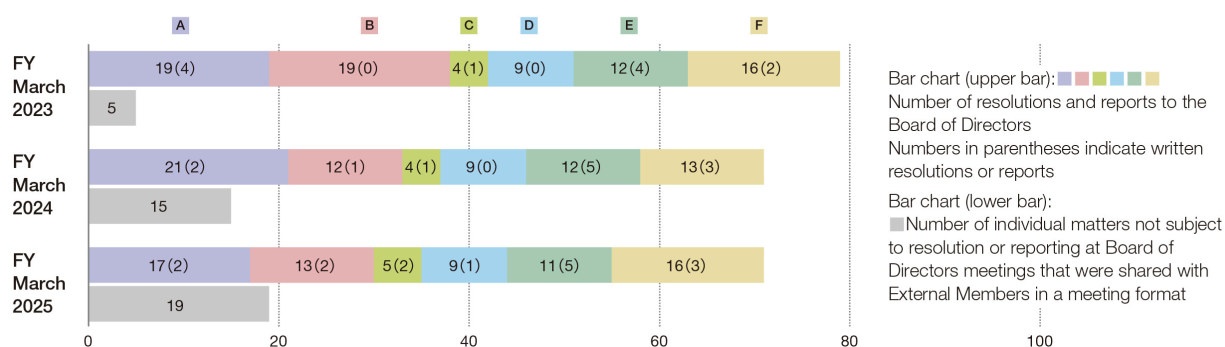 A B C D E F
FY
March
2023
19(4) 19(0) 4(1) 9(0) 12(4) 16(2)
5
FY
March
2024
21(2) 12(1) 4(1) 9(0) 12(5) 13(3)
15
FY
March
2025
17(2) 13(2) 5(2) 9(1) 11(5) 16(3)
19
0 20 40 60 80 100
Bar chart (upper bar):
Number of resolutions and reports to the
Board of Directors
Numbers in parentheses indicate written
resolutions or reports
Bar chart (lower bar):
Number of individual matters not subject
to resolution or reporting at Board of
Directors meetings that were shared with
External Members in a meeting format